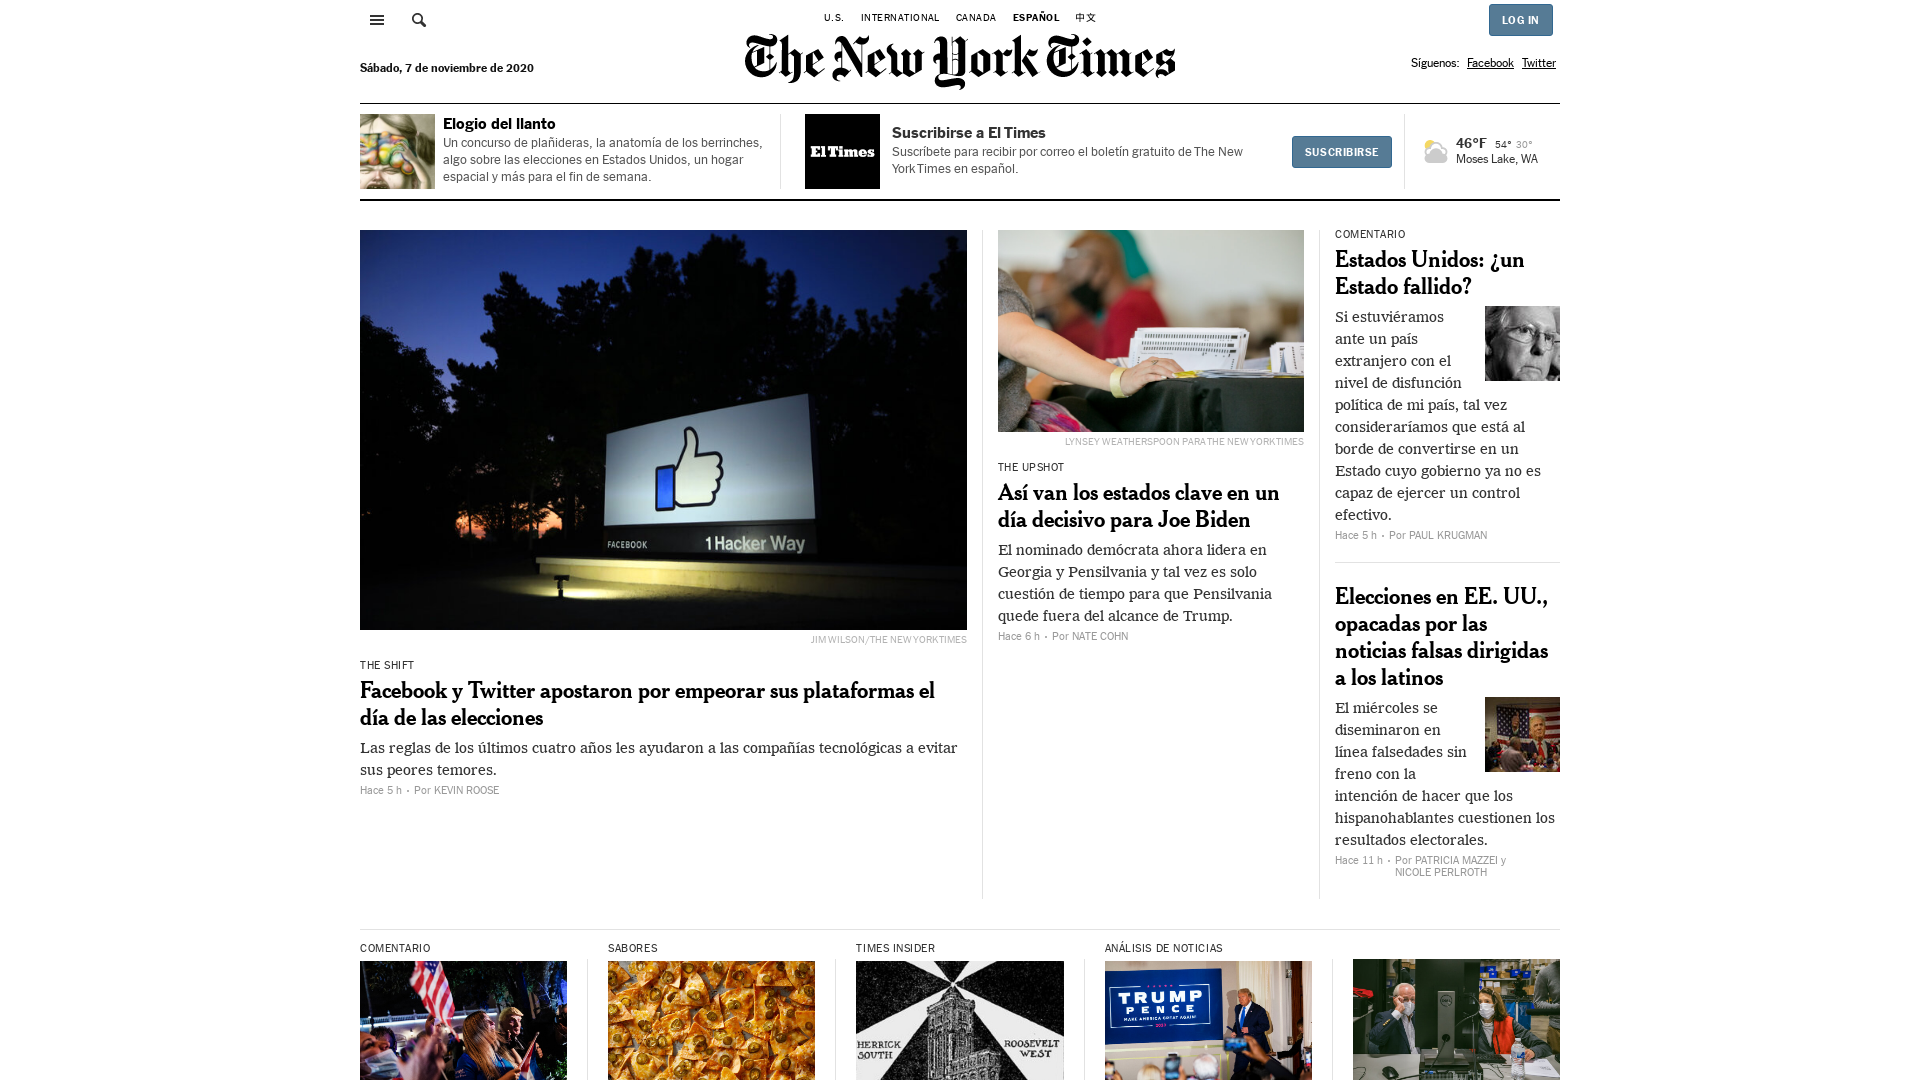 U.S. INTERNATIONAL CANADA ESPAÑOL 中文
LOG IN
The New York Times
Sábado, 7 de noviembre de 2020
Síguenos: Facebook Twitter
Elogio del llanto
Un concurso de plañideras, la anatomía de los berrinches,
algo sobre las elecciones en Estados Unidos, un hogar
espacial y más para el fin de semana.
El Times
Suscribirse a El Times
Suscríbete para recibir por correo el boletín gratuito de The New
York Times en español.
SUSCRIBIRSE
46°F 54° 30°
Moses Lake, WA
FACEBOOK 1 Hacker Way
JIM WILSON/THE NEW YORK TIMES
THE SHIFT
Facebook y Twitter apostaron por empeorar sus plataformas el
día de las elecciones
Las reglas de los últimos cuatro años les ayudaron a las compañías tecnológicas a evitar
sus peores temores.
Hace 5 h • Por KEVIN ROOSE
LYNSEY WEATHERSPOON PARA THE NEW YORK TIMES
THE UPSHOT
Así van los estados clave en un
día decisivo para Joe Biden
El nominado demócrata ahora lidera en
Georgia y Pensilvania y tal vez es solo
cuestión de tiempo para que Pensilvania
quede fuera del alcance de Trump.
Hace 6 h • Por NATE COHN
COMENTARIO
Estados Unidos: ¿un
Estado fallido?
Si estuviéramos
ante un país
extranjero con el
nivel de disfunción
política de mi país, tal vez
consideraríamos que está al
borde de convertirse en un
Estado cuyo gobierno ya no es
capaz de ejercer un control
efectivo.
Hace 5 h • Por PAUL KRUGMAN
Elecciones en EE. UU.,
opacadas por las
noticias falsas dirigidas
a los latinos
El miércoles se
diseminaron en
línea falsedades sin
freno con la
intención de hacer que los
hispanohablantes cuestionen los
resultados electorales.
Hace 11 h • Por PATRICIA MAZZEI y
NICOLE PERLROTH
COMENTARIO
SABORES
TIMES INSIDER
HERRICK
SOUTH
ROOSEVELT
WEST
ANÁLISIS DE NOTICIAS
TRUMP
PENCE
MAKE AMERICA GREAT AGAIN!
2020